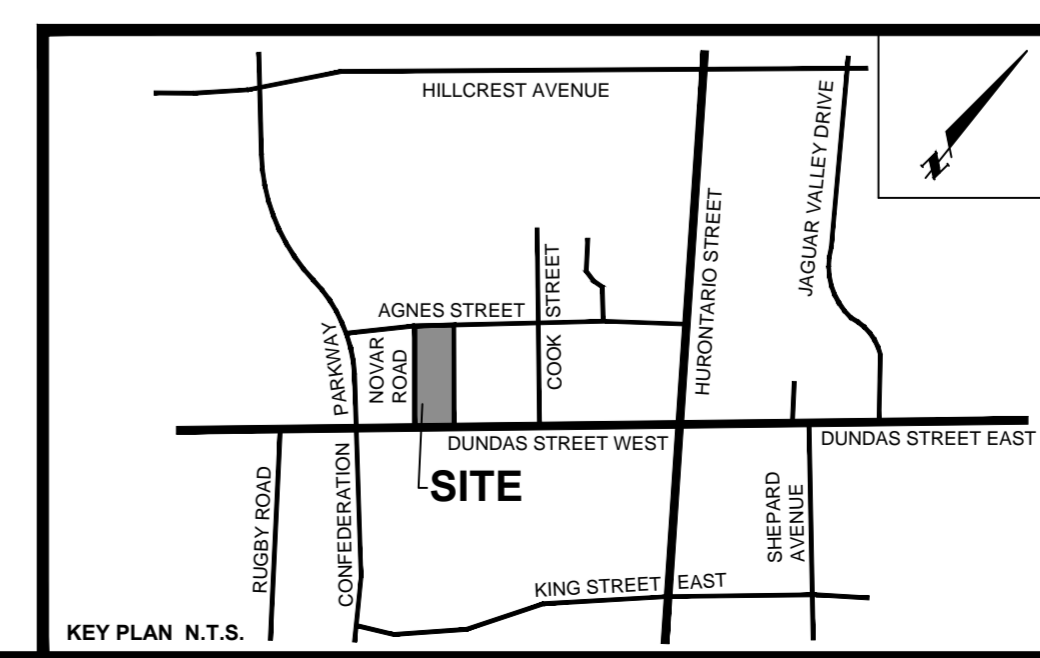 HILLCREST AVENUE
JAGUAR VALLEY DRIVE
N
HURONTARIO STREET
AGNES STREET
COOK STREET
NOVAR
ROAD
CONFEDERATION PARKWAY
DUNDAS STREET WEST
DUNDAS STREET EAST
SITE
RUGBY ROAD
SHEPARD
AVENUE
KING STREET EAST
KEY PLAN N.T.S.